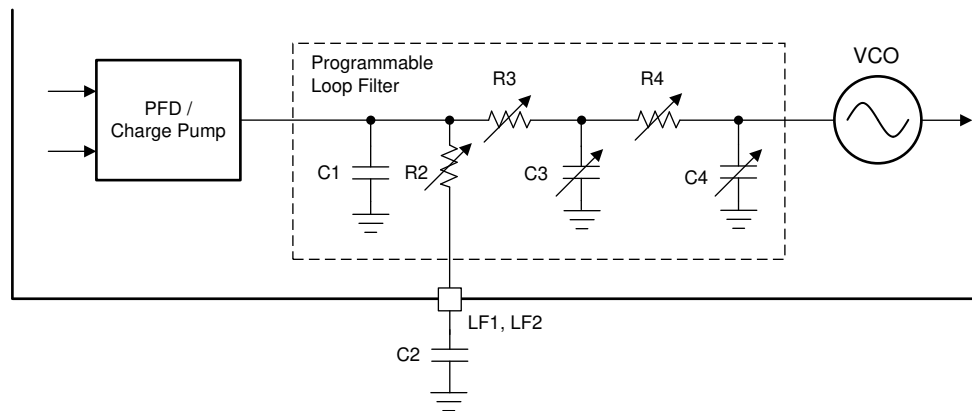 Programmable
Loop Filter
VCO
R3
R4
PFD /
Charge Pump
C1
R2
C3
C4
LF1, LF2
C2